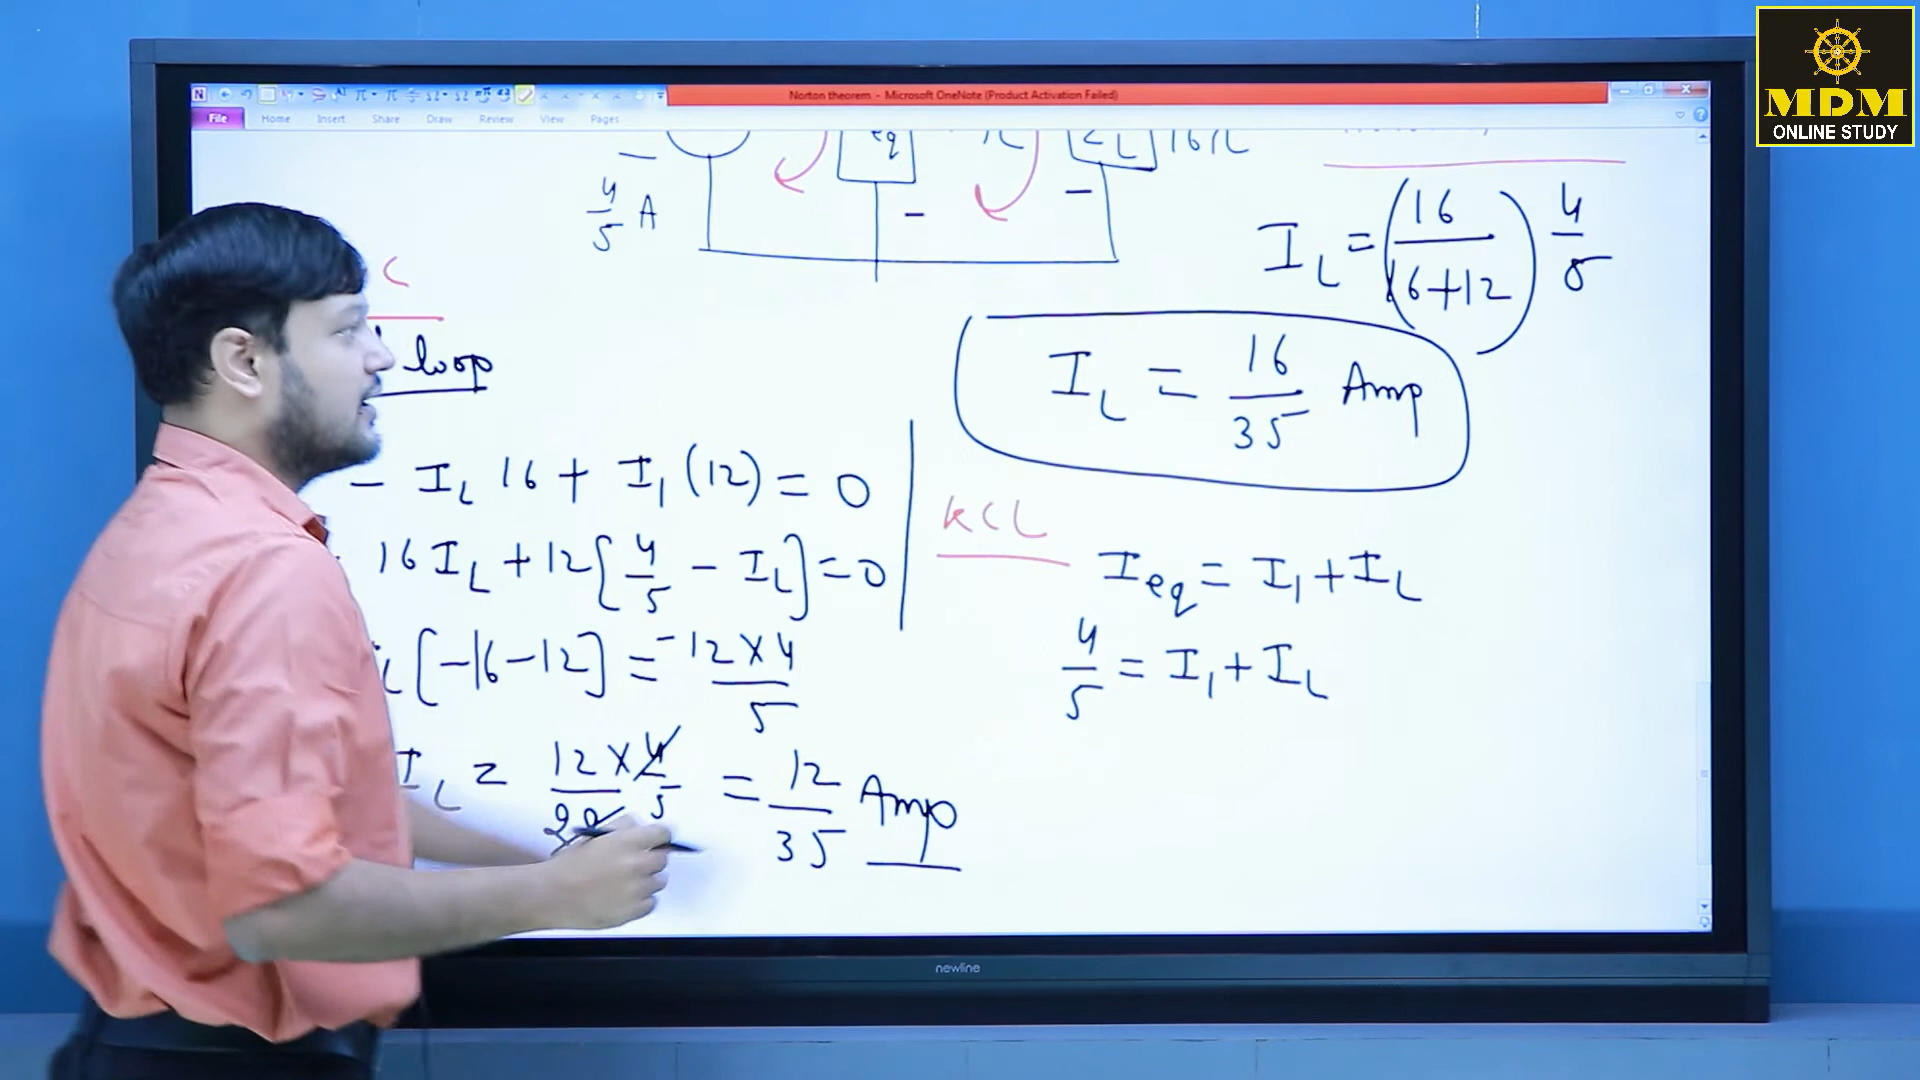 MDM
ONLINE STUDY
Norton theorem - Microsoft OneNote (Product Activation Failed)
File Home Insert Share Draw Review View Pages
eq
L 16Ω
4/5 A
I_L = (16/(16+12)) 4/5
I_L = 16/35 Amp
loop
- I_L 16 + I_1 (12) = 0
16 I_L + 12 [4/5 - I_L] = 0
L [-16-12] = -12×4/5
I_L = 12×4/5 = 12/35 Amp
KCL
I_eq = I_1 + I_L
4/5 = I_1 + I_L
newline